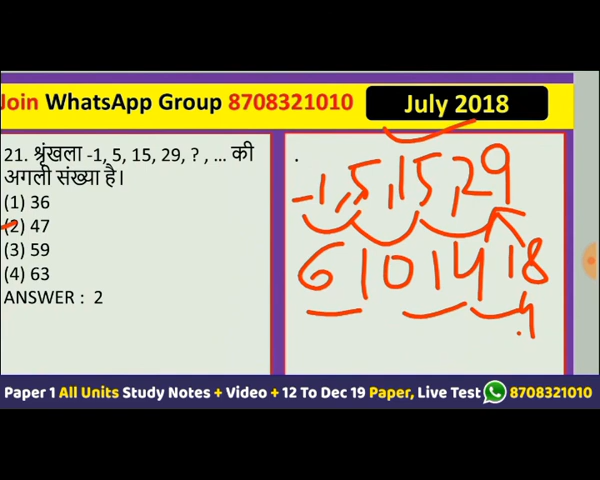 Join WhatsApp Group 8708321010
July 2018
21. श्रृंखला -1, 5, 15, 29, ? , ... की
अगली संख्या है।
(1) 36
(2) 47
(3) 59
(4) 63
ANSWER : 2
-1, 5, 15, 29
6 10 14 18
4
Paper 1 All Units Study Notes + Video + 12 To Dec 19 Paper, Live Test 8708321010